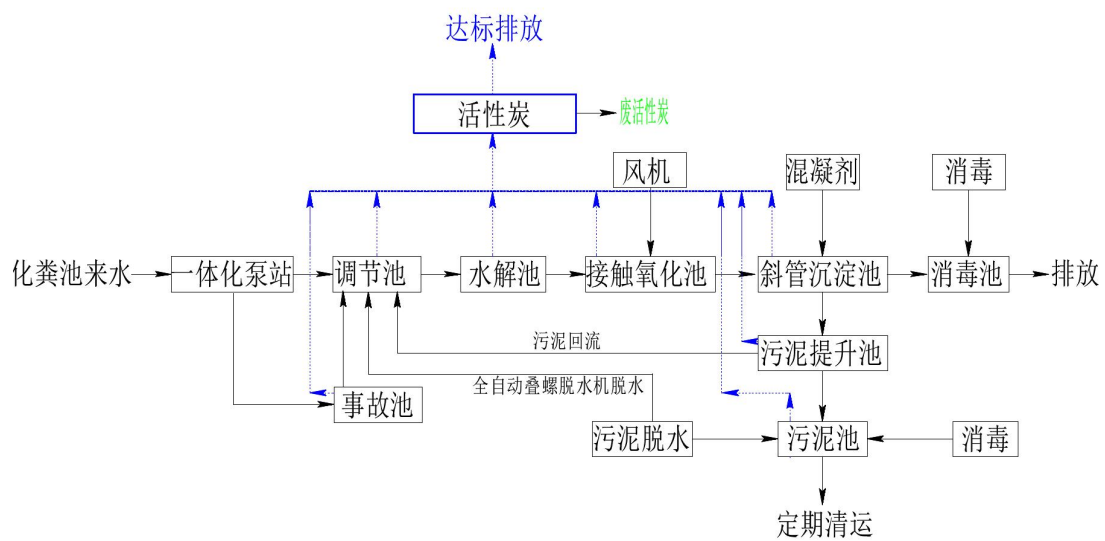 达标排放
活性炭
废活性炭
风机
混凝剂
消毒
化粪池来水
一体化泵站
调节池
水解池
接触氧化池
斜管沉淀池
消毒池
排放
污泥回流
污泥提升池
全自动叠螺脱水机脱水
事故池
污泥脱水
污泥池
消毒
定期清运